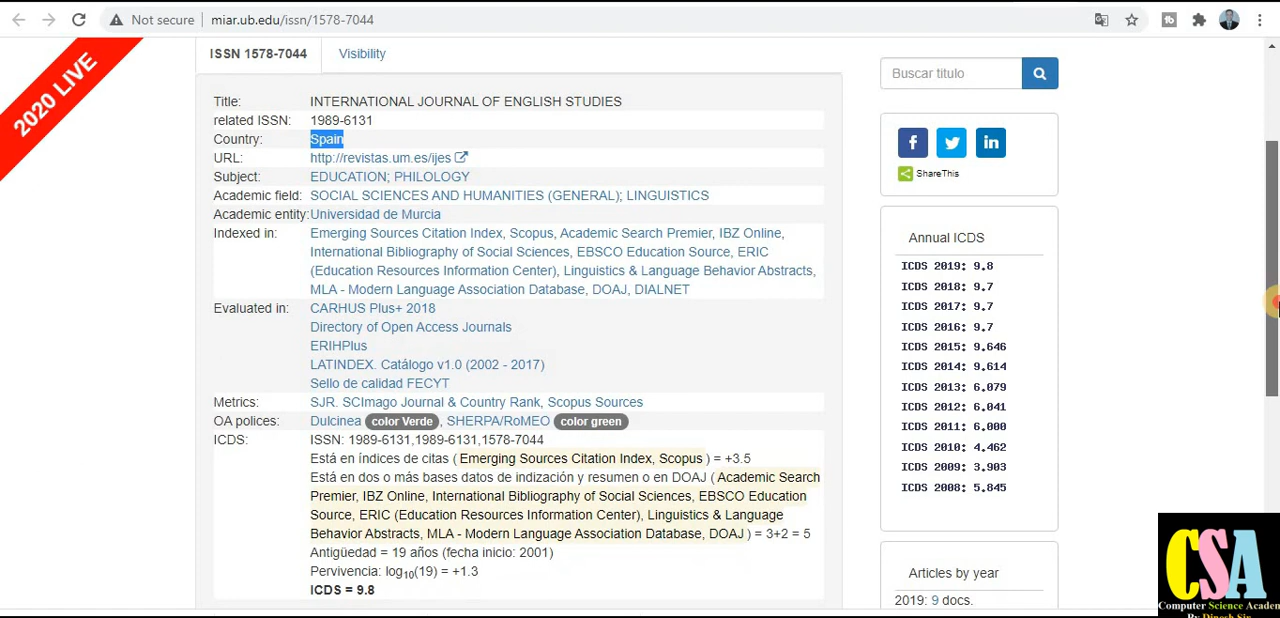 Not secure
miar.ub.edu/issn/1578-7044
2020 LIVE
ISSN 1578-7044
Visibility
Title: INTERNATIONAL JOURNAL OF ENGLISH STUDIES
related ISSN: 1989-6131
Country: Spain
URL: http://revistas.um.es/ijes
Subject: EDUCATION; PHILOLOGY
Academic field: SOCIAL SCIENCES AND HUMANITIES (GENERAL); LINGUISTICS
Academic entity: Universidad de Murcia
Indexed in: Emerging Sources Citation Index, Scopus, Academic Search Premier, IBZ Online,
International Bibliography of Social Sciences, EBSCO Education Source, ERIC
(Education Resources Information Center), Linguistics & Language Behavior Abstracts,
MLA - Modern Language Association Database, DOAJ, DIALNET
Evaluated in: CARHUS Plus+ 2018
Directory of Open Access Journals
ERIHPlus
LATINDEX. Catálogo v1.0 (2002 - 2017)
Sello de calidad FECYT
Metrics: SJR. SCImago Journal & Country Rank, Scopus Sources
OA polices: Dulcinea color Verde, SHERPA/RoMEO color green
ICDS: ISSN: 1989-6131,1989-6131,1578-7044
Está en índices de citas ( Emerging Sources Citation Index, Scopus ) = +3.5
Está en dos o más bases datos de indización y resumen o en DOAJ ( Academic Search
Premier, IBZ Online, International Bibliography of Social Sciences, EBSCO Education
Source, ERIC (Education Resources Information Center), Linguistics & Language
Behavior Abstracts, MLA - Modern Language Association Database, DOAJ ) = 3+2 = 5
Antigüedad = 19 años (fecha inicio: 2001)
Pervivencia: log10(19) = +1.3
ICDS = 9.8
Buscar titulo
f
in
ShareThis
Annual ICDS
ICDS 2019: 9.8
ICDS 2018: 9.7
ICDS 2017: 9.7
ICDS 2016: 9.7
ICDS 2015: 9.646
ICDS 2014: 9.614
ICDS 2013: 6.079
ICDS 2012: 6.041
ICDS 2011: 6.000
ICDS 2010: 4.462
ICDS 2009: 3.903
ICDS 2008: 5.845
Articles by year
2019: 9 docs.
CSA
Computer Science Academ
By Dinesh Sir